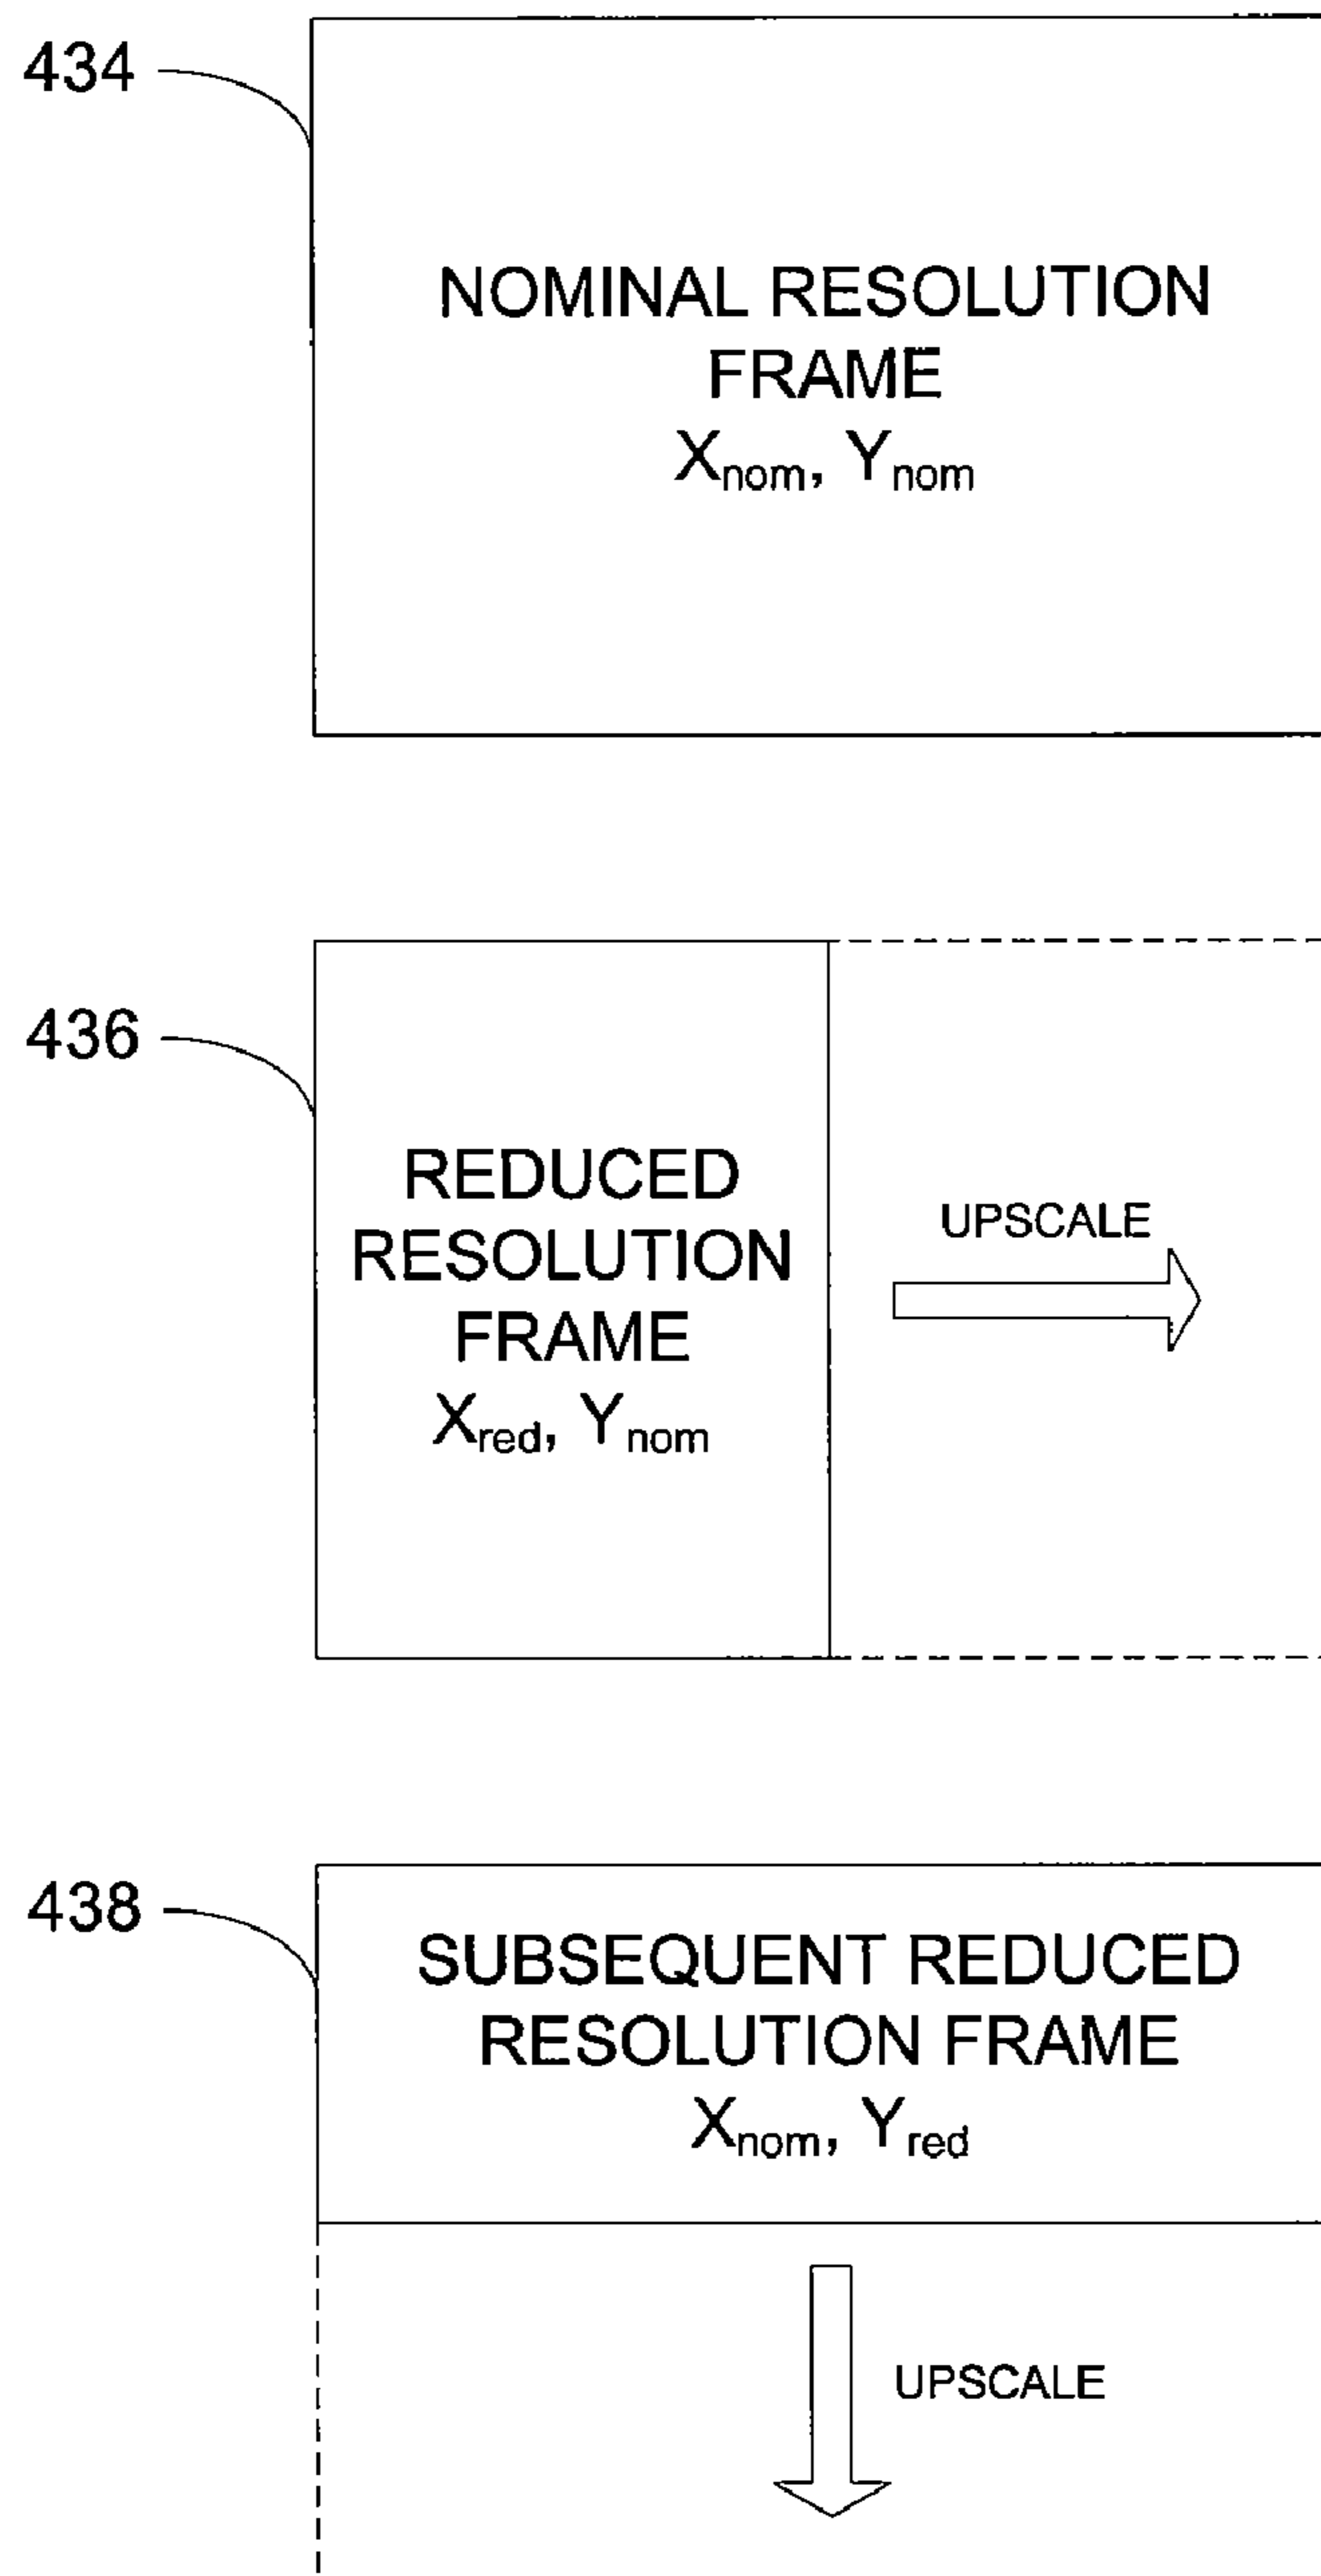 434
NOMINAL RESOLUTION
FRAME
Xnom, Ynom
436
REDUCED
RESOLUTION
FRAME
Xred, Ynom
UPSCALE
438
SUBSEQUENT REDUCED
RESOLUTION FRAME
Xnom, Yred
UPSCALE